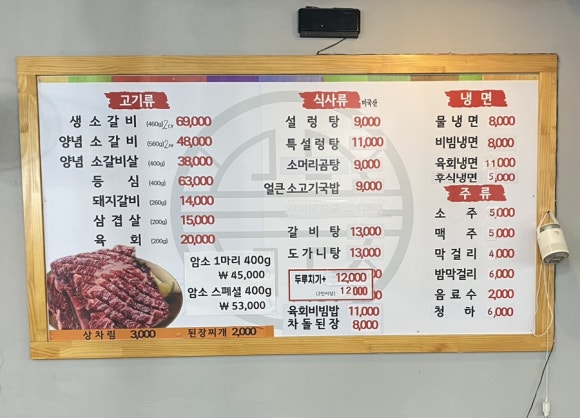 고기류
생 소 갈 비 (460g) 69,000
양념 소갈비 (560g) 48,000
양념 소갈비살 (400g) 38,000
등 심 (400g) 63,000
돼지갈비 (260g) 14,000
삼 겹 살 (200g) 15,000
육 회 (200g) 20,000
암소 1마리 400g
₩ 45,000
암소 스페셜 400g
₩ 53,000
상차림 3,000 된장찌개 2,000
식사류 미국산
설 렁 탕 9,000
특설렁탕 11,000
소머리곰탕 9,000
얼큰 소고기국밥 9,000
갈 비 탕 13,000
도가니탕 13,000
두루치기+ 12,000
(2인이상) 12,000
육회비빔밥 11,000
차돌된장 8,000
냉 면
물냉면 8,000
비빔냉면 8,000
육회냉면 11,000
후식냉면 5,000
주 류
소 주 5,000
맥 주 5,000
막걸리 4,000
밤막걸리 6,000
음료수 2,000
청 하 6,000